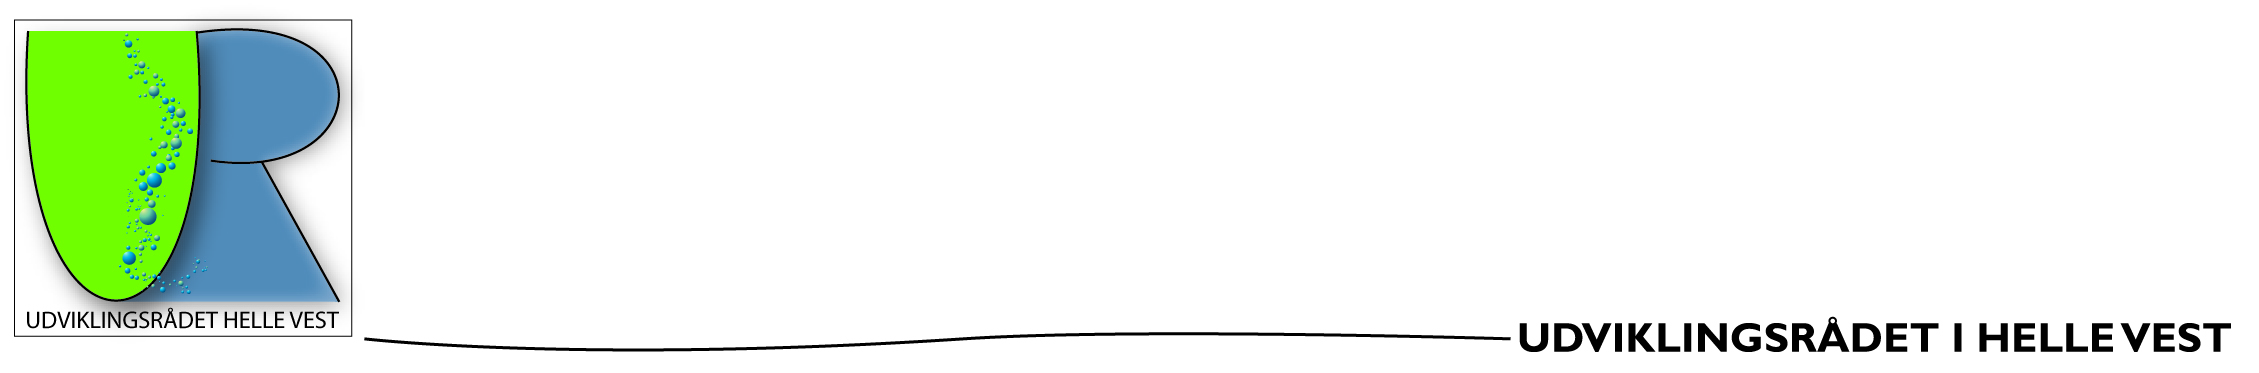 UDVIKLINGSRÅDET HELLE VEST
UDVIKLINGSRÅDET I HELLE VEST